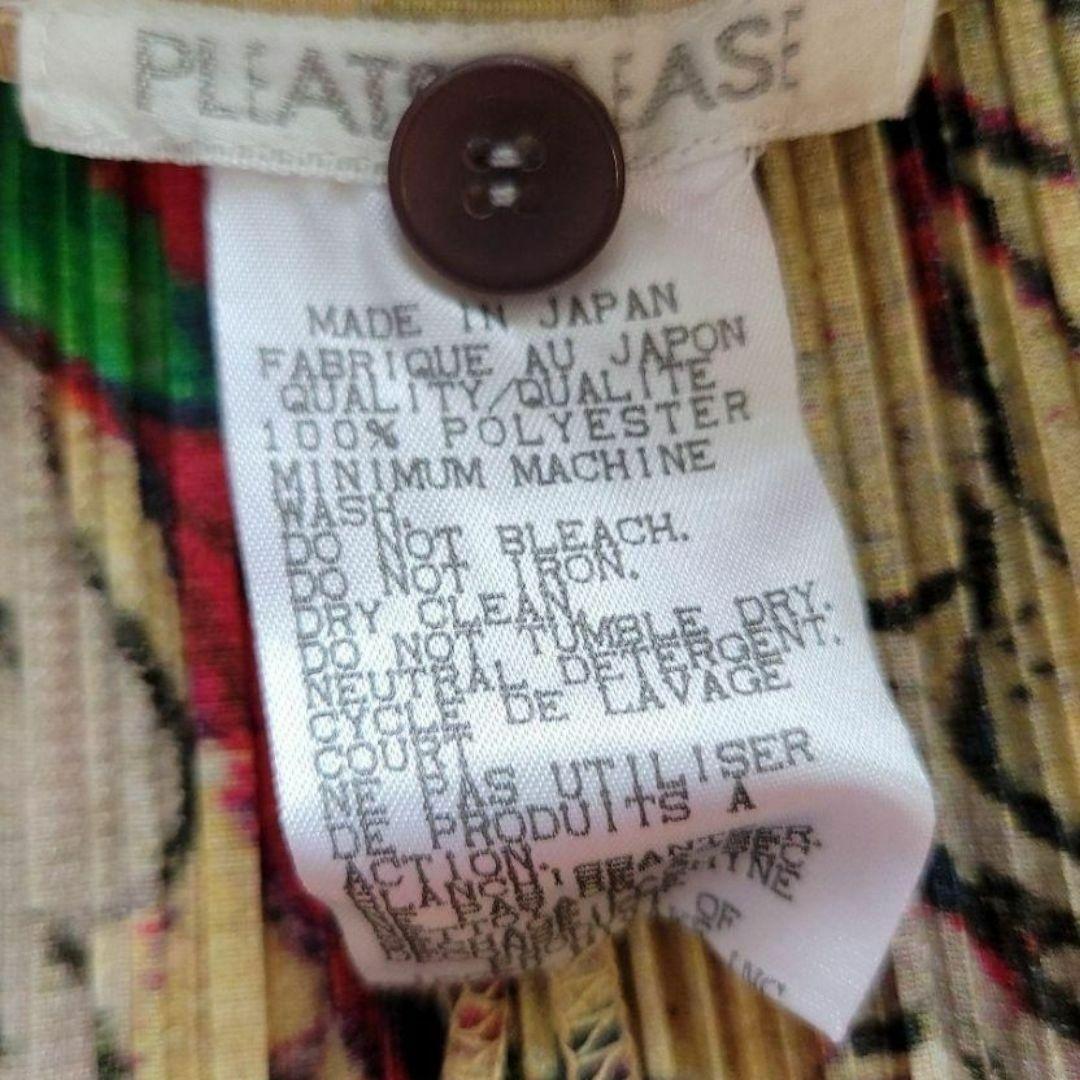 PLEATS PLEASE
MADE IN JAPAN
FABRIQUE AU JAPON
QUALITY/QUALITE
100% POLYESTER
MINIMUM MACHINE
WASH.
DO NOT BLEACH.
DO NOT IRON.
DRY CLEAN.
DO NOT TUMBLE DRY.
NEUTRAL DETERGENT.
CYCLE DE LAVAGE
COURT
NE PAS UTILISER
DE PRODUITS A
ACTION
OF
INC